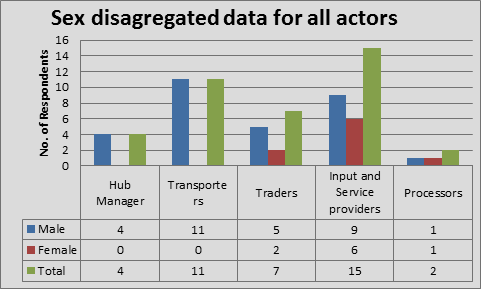 Sex disagregated data for all actors
No. of Respondents
16
14
12
10
8
6
4
2
0
Hub
Manager
Transporte
rs
Traders
Input and
Service
providers
Processors
Male 4 11 5 9 1
Female 0 0 2 6 1
Total 4 11 7 15 2